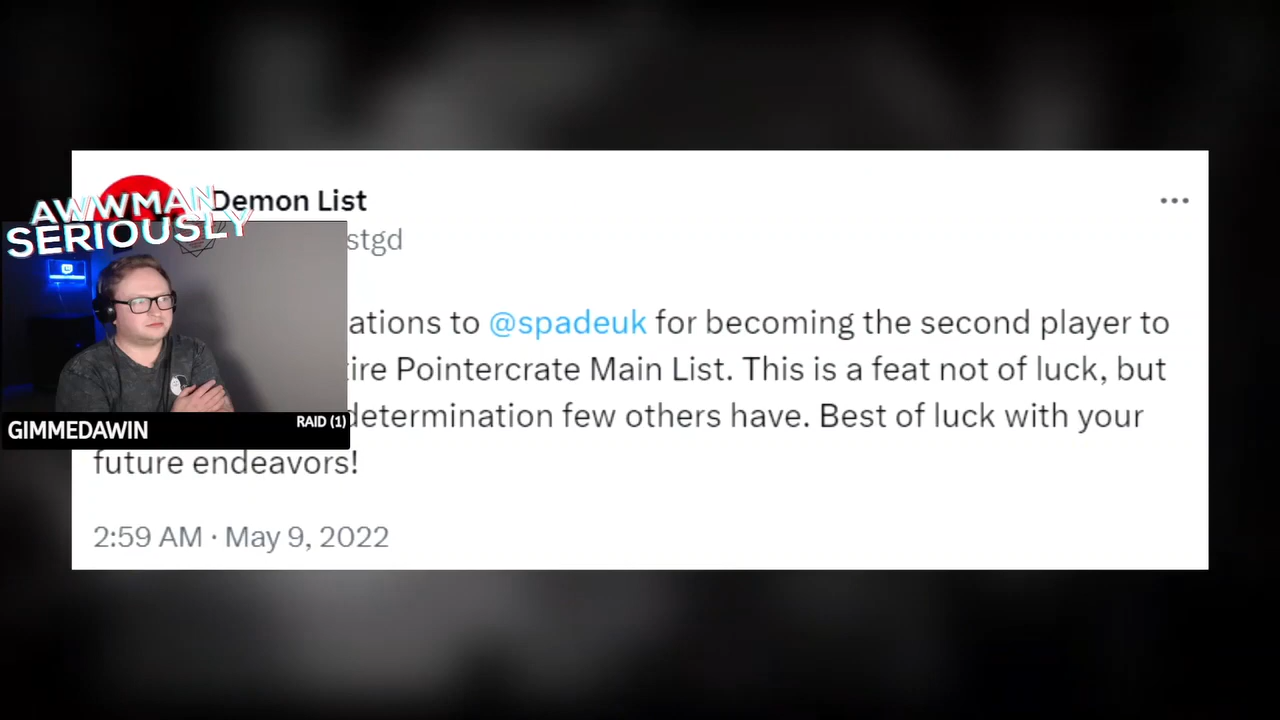 Demon List
AWWMAN
SERIOUSLY
stgd
ations to @spadeuk for becoming the second player to
tire Pointercrate Main List. This is a feat not of luck, but
determination few others have. Best of luck with your
future endeavors!
GIMMEDAWIN
RAID (1)
2:59 AM · May 9, 2022